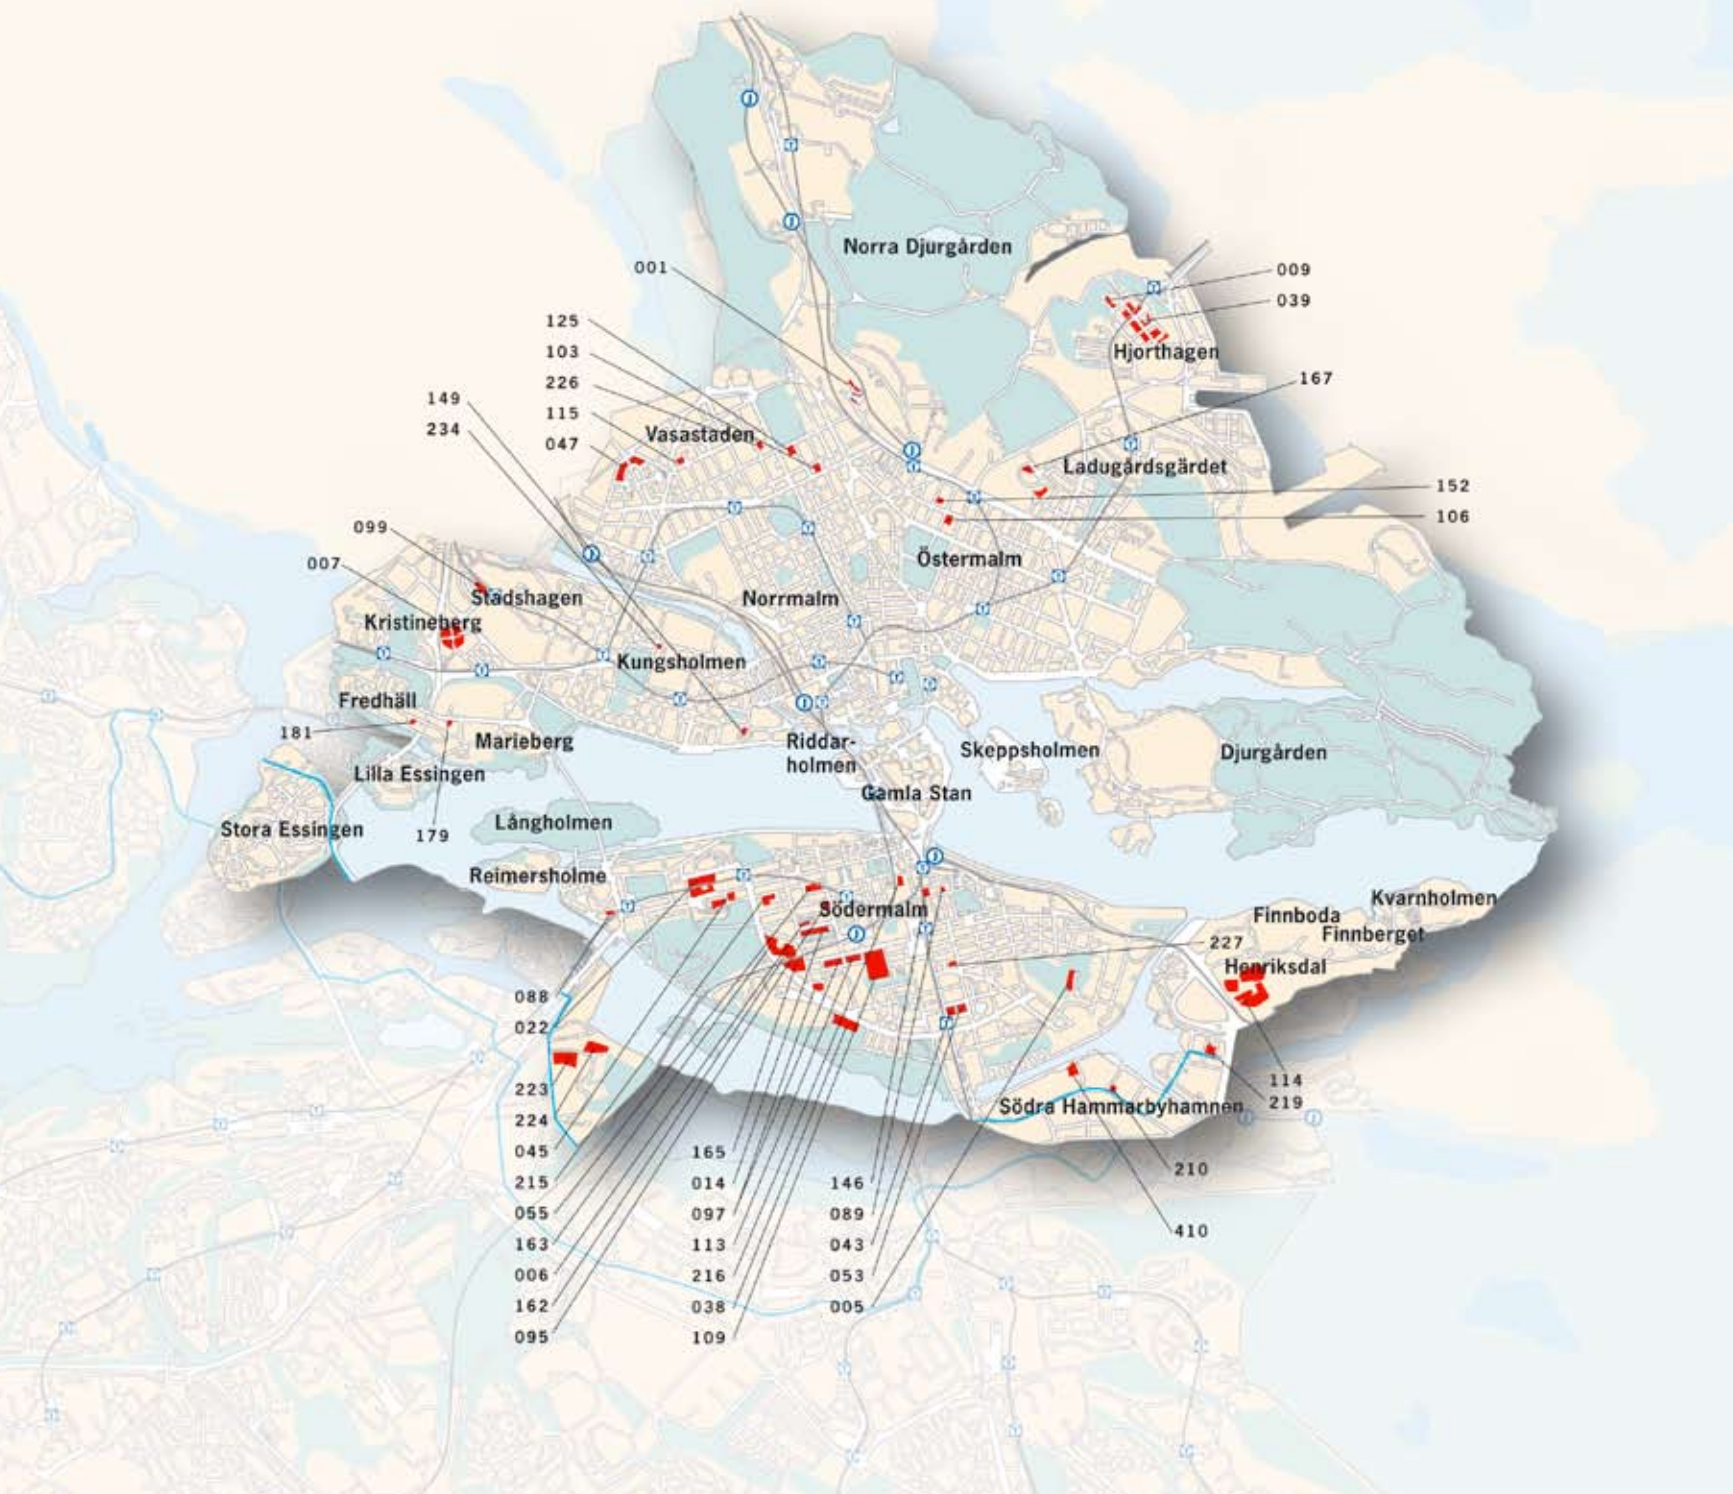 Norra Djurgården
001
009
039
125
103
Hjorthagen
226
167
149
115
234
Vasastaden
047
Ladugårdsgärdet
152
106
099
007
Östermalm
Stadshagen
Norrmalm
Kristineberg
Kungsholmen
Fredhäll
181
Marieberg
Riddar-
holmen
Skeppsholmen
Djurgården
Lilla Essingen
Gamla Stan
Stora Essingen
179
Långholmen
Reimersholme
Kvarnholmen
Södermalm
Finnboda
Finnberget
227
Henriksdal
088
022
114
223
219
Södra Hammarbyhamnen
224
045
165
210
215
014
146
055
097
089
163
113
043
410
006
216
053
162
038
005
095
109